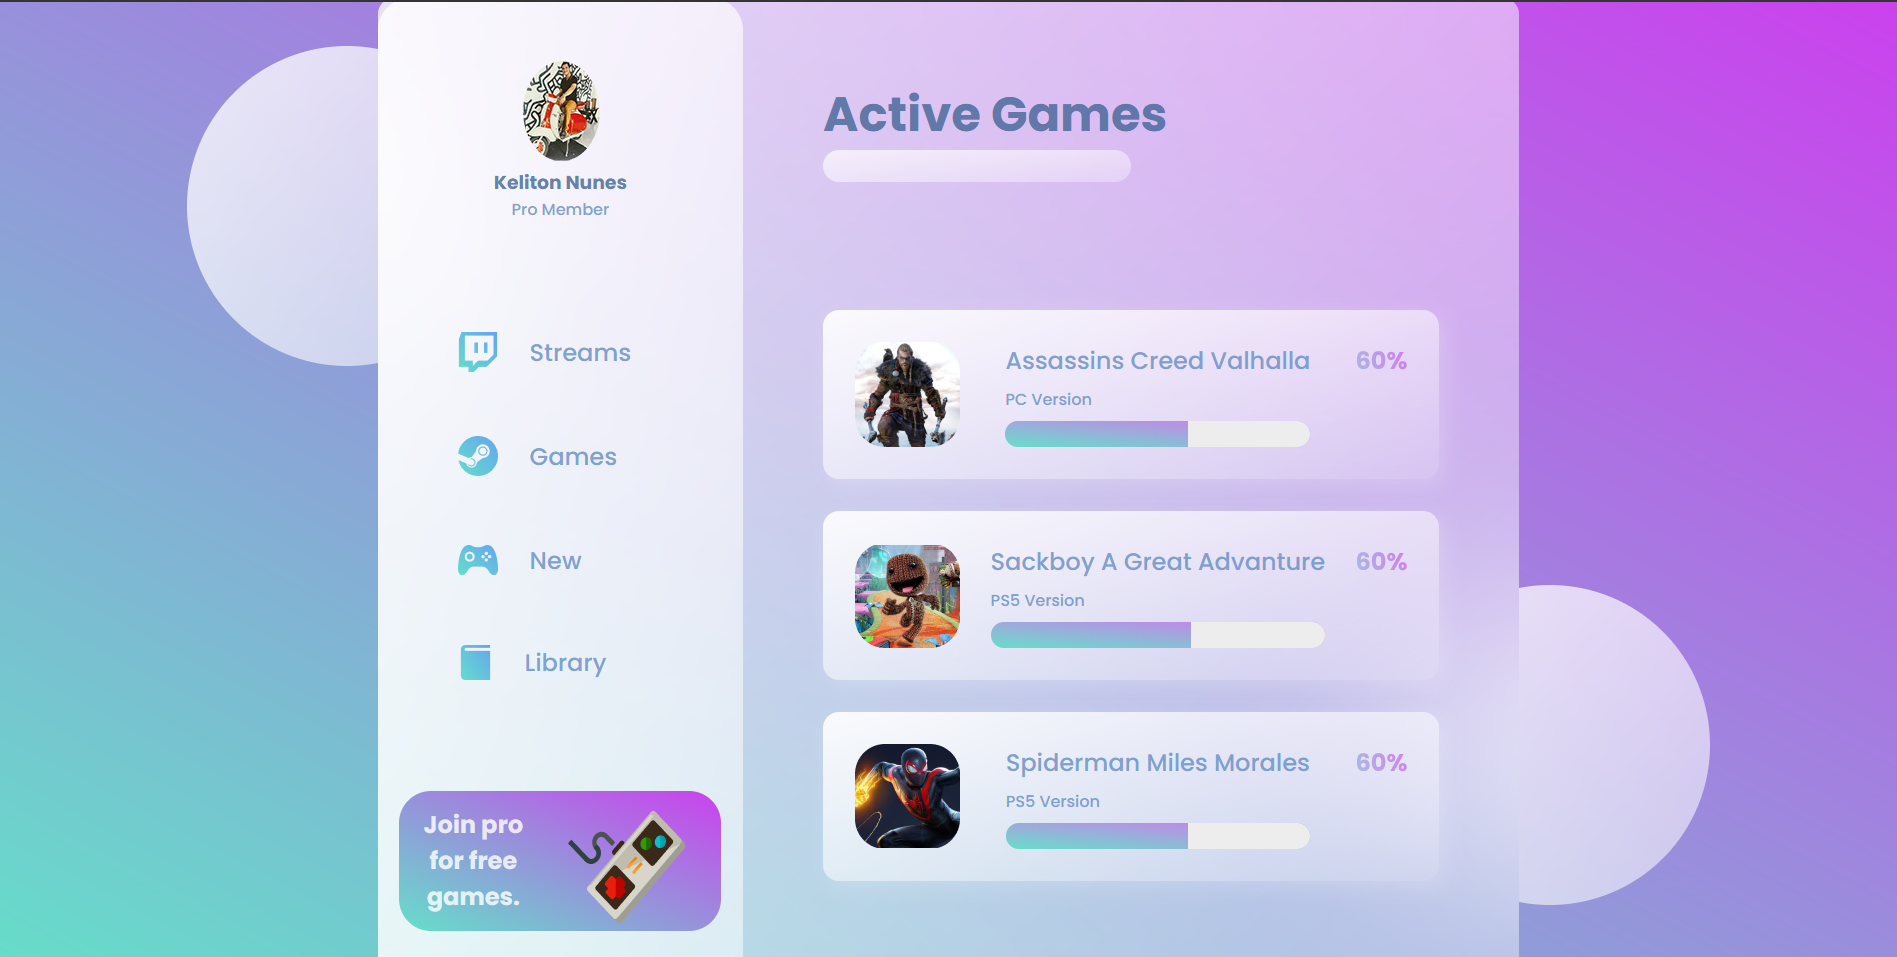 Keliton Nunes
Pro Member
Streams
Games
New
Library
Join pro
for free
games.
Active Games
Assassins Creed Valhalla
60%
PC Version
Sackboy A Great Advanture
60%
PS5 Version
Spiderman Miles Morales
60%
PS5 Version